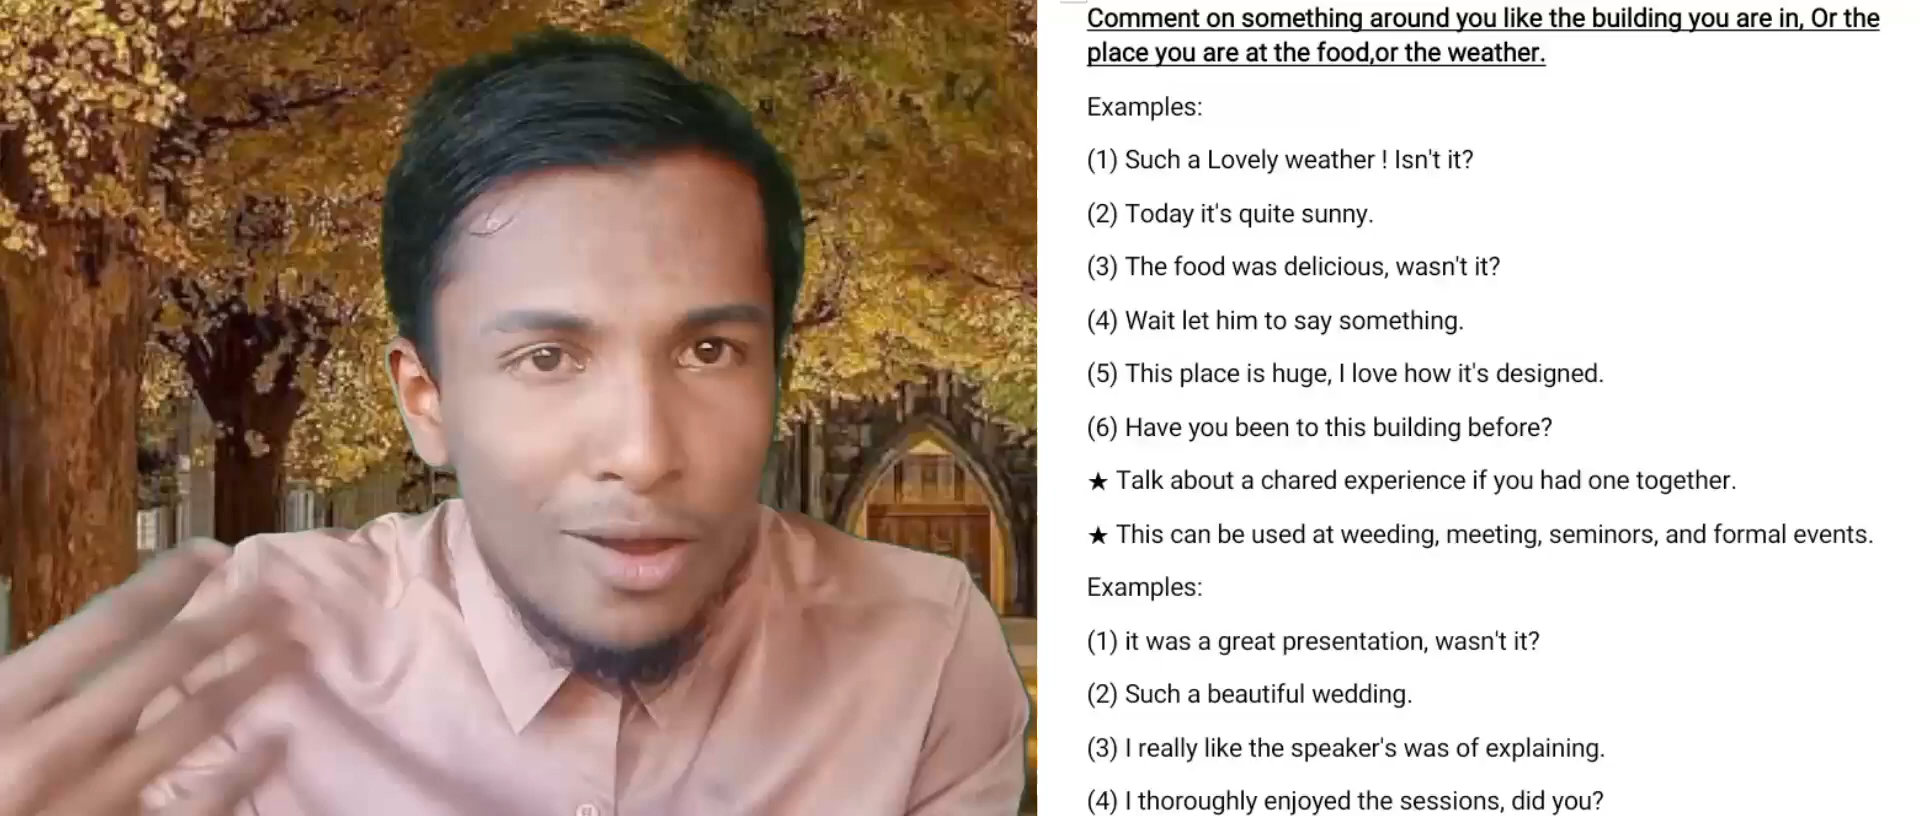 Comment on something around you like the building you are in, Or the
place you are at the food,or the weather.
Examples:
(1) Such a Lovely weather ! Isn't it?
(2) Today it's quite sunny.
(3) The food was delicious, wasn't it?
(4) Wait let him to say something.
(5) This place is huge, I love how it's designed.
(6) Have you been to this building before?
★ Talk about a chared experience if you had one together.
★ This can be used at weeding, meeting, seminors, and formal events.
Examples:
(1) it was a great presentation, wasn't it?
(2) Such a beautiful wedding.
(3) I really like the speaker's was of explaining.
(4) I thoroughly enjoyed the sessions, did you?